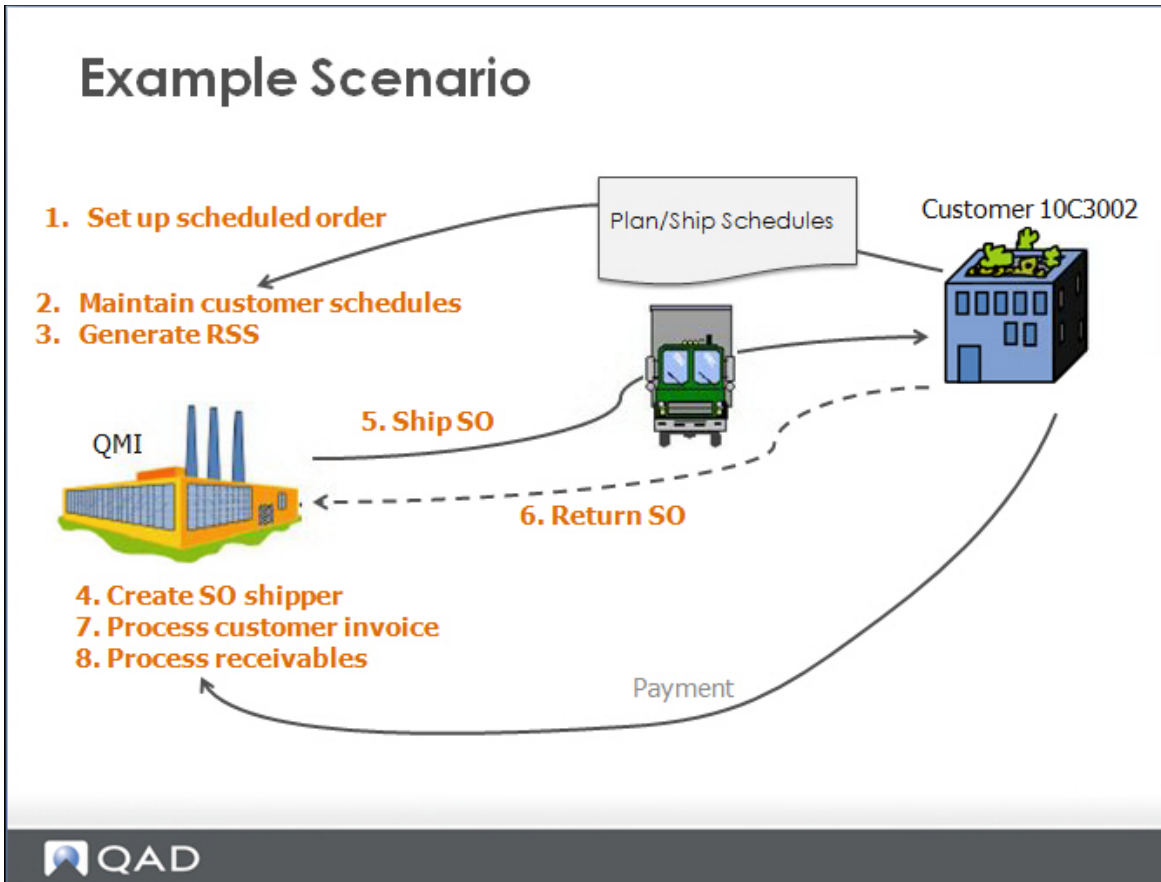 Example Scenario
1. Set up scheduled order
Plan/Ship Schedules
Customer 10C3002
2. Maintain customer schedules
3. Generate RSS
5. Ship SO
QMI
6. Return SO
4. Create SO shipper
7. Process customer invoice
8. Process receivables
Payment
QAD